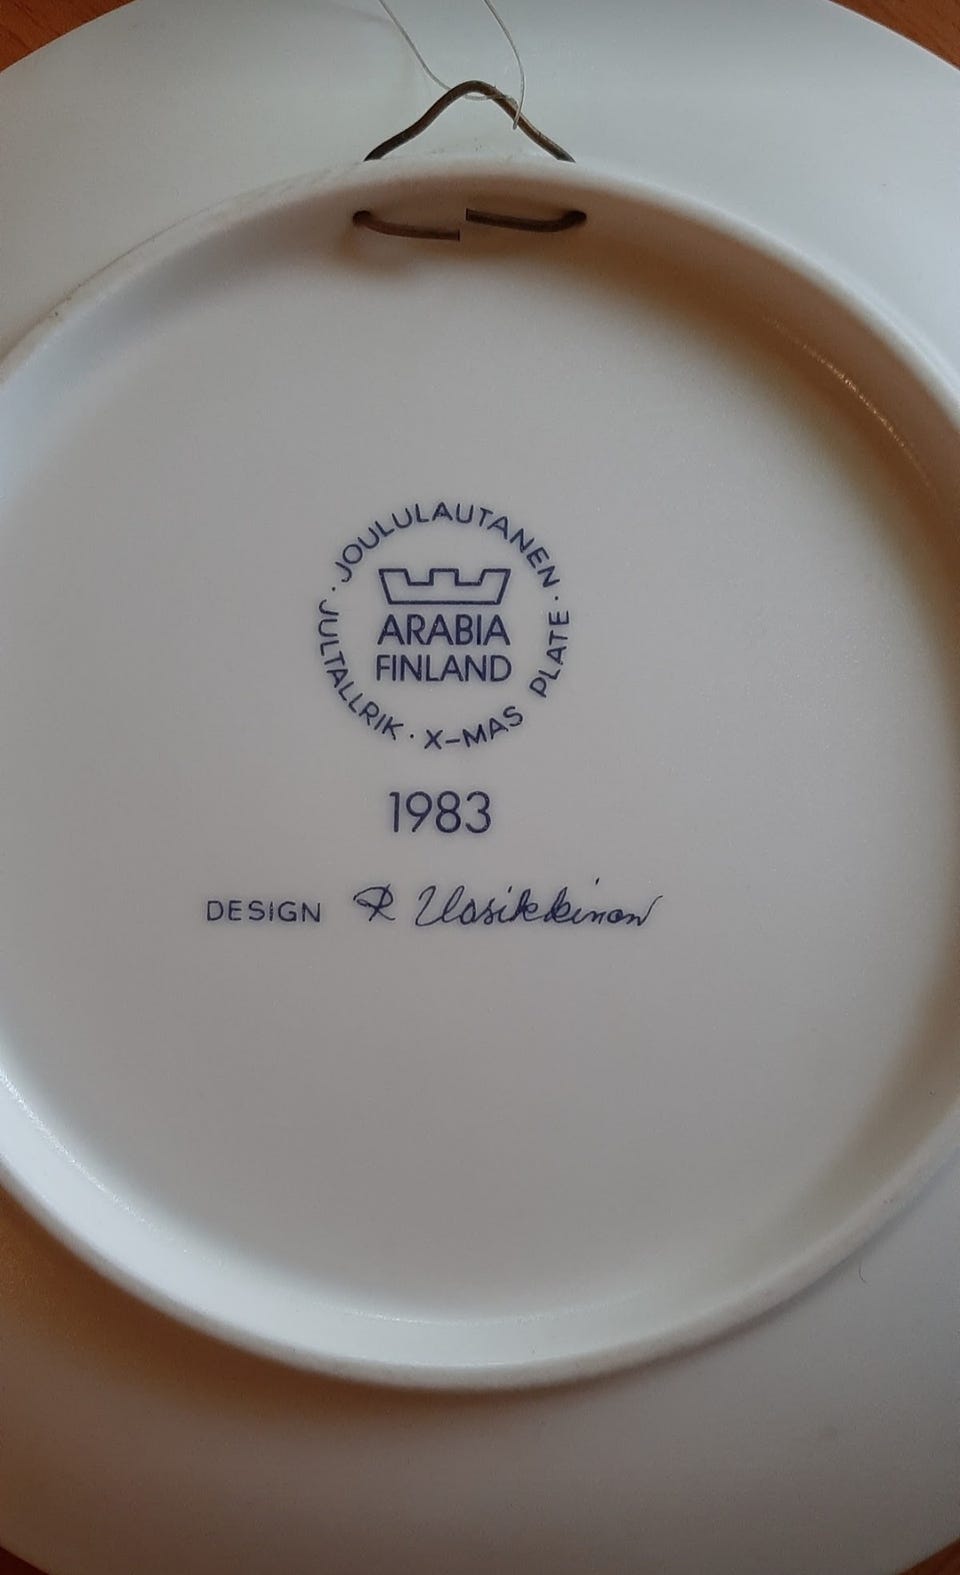 JOULULAUTANEN · X-MAS PLATE · JULTALLRIK ·
ARABIA
FINLAND
1983
DESIGN R Uosikkinen